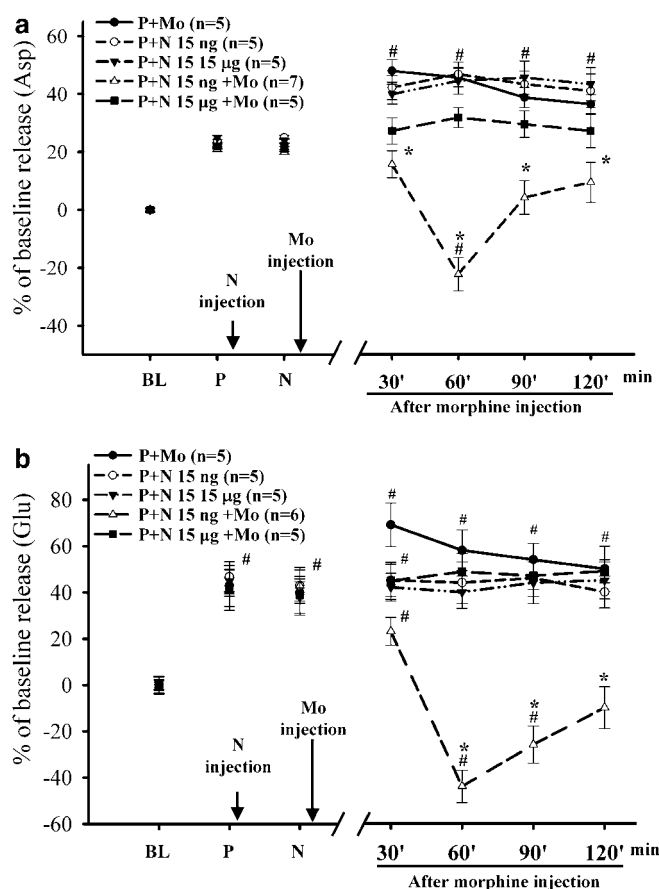 a
P+Mo (n=5)
P+N 15 ng (n=5)
P+N 15 15 µg (n=5)
P+N 15 ng +Mo (n=7)
P+N 15 µg +Mo (n=5)
% of baseline release (Asp)
60
40
20
0
-20
-40
# # # #
*
*
*
*
#
N
injection
Mo
injection
BL P N 30' 60' 90' 120' min
After morphine injection
b
P+Mo (n=5)
P+N 15 ng (n=5)
P+N 15 15 µg (n=5)
P+N 15 ng +Mo (n=6)
P+N 15 µg +Mo (n=5)
% of baseline release (Glu)
80
60
40
20
0
-20
-40
-60
# # # #
# # #
#
*
#
*
#
*
N
injection
Mo
injection
BL P N 30' 60' 90' 120' min
After morphine injection